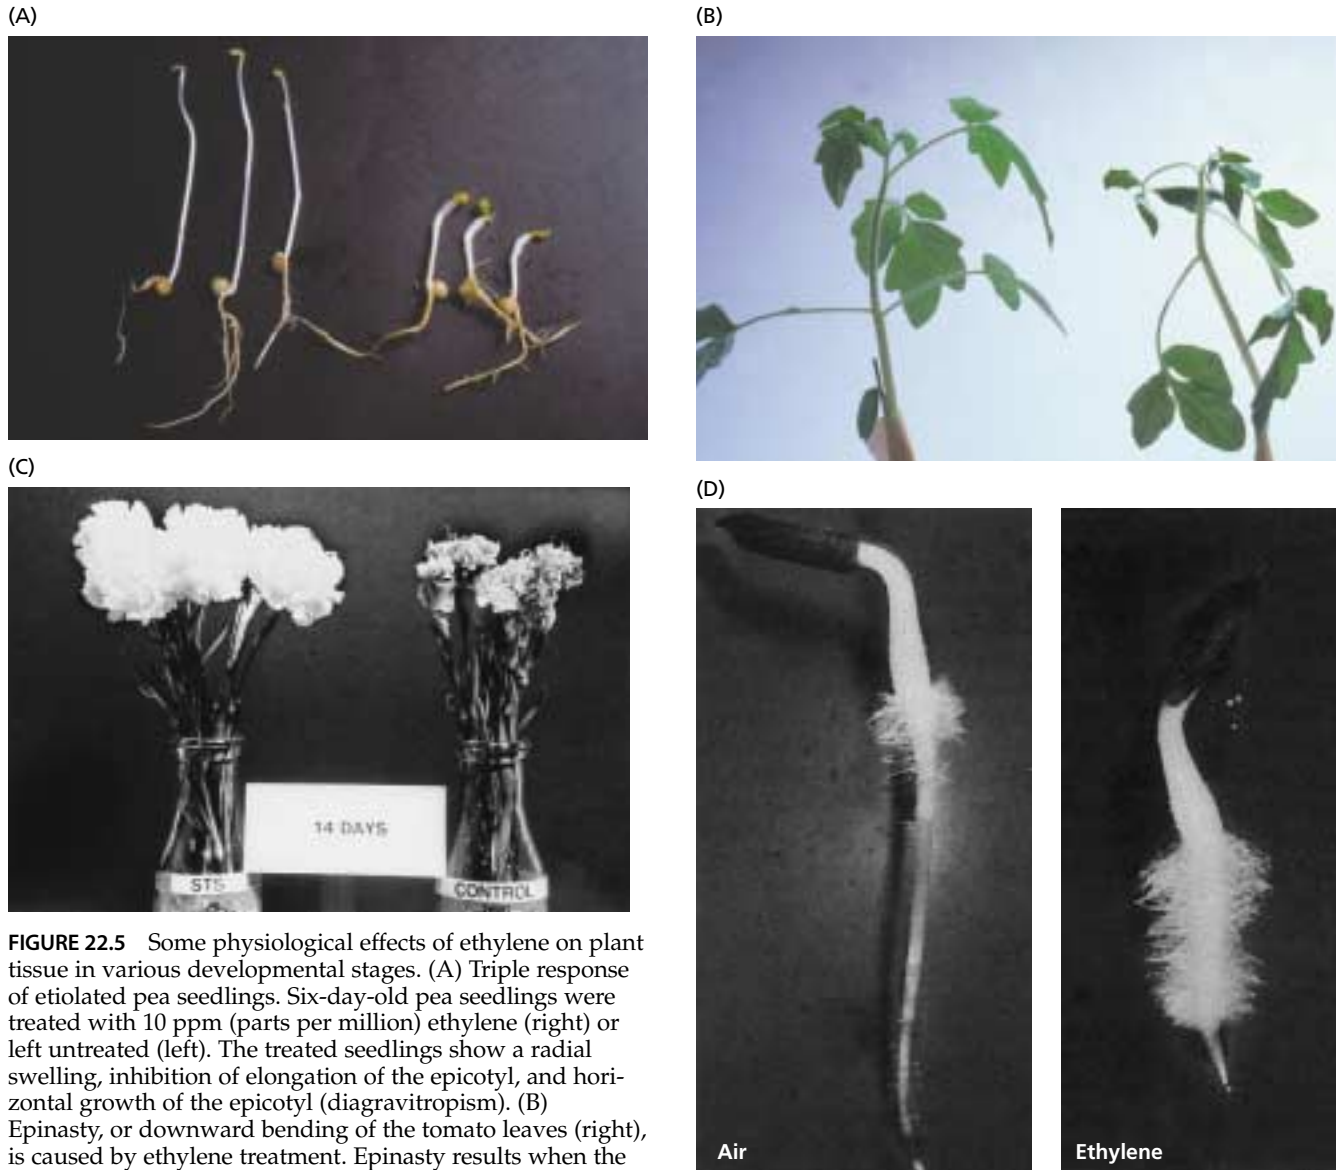 (A)
(B)
(C)
14 DAYS
STS
CONTROL
(D)
Air
Ethylene
FIGURE 22.5 Some physiological effects of ethylene on plant
tissue in various developmental stages. (A) Triple response
of etiolated pea seedlings. Six-day-old pea seedlings were
treated with 10 ppm (parts per million) ethylene (right) or
left untreated (left). The treated seedlings show a radial
swelling, inhibition of elongation of the epicotyl, and hori-
zontal growth of the epicotyl (diagravitropism). (B)
Epinasty, or downward bending of the tomato leaves (right),
is caused by ethylene treatment. Epinasty results when the